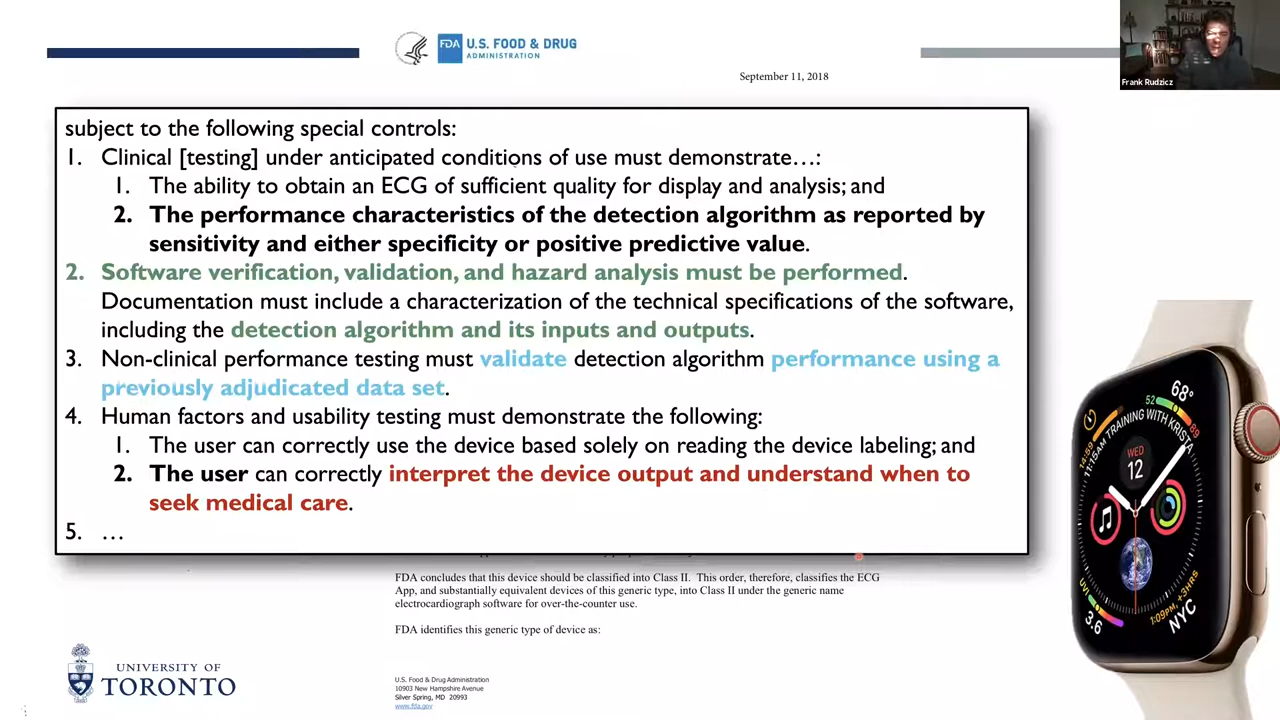 FDA U.S. FOOD & DRUG
ADMINISTRATION
Frank Rudzicz
September 11, 2018
subject to the following special controls:
1. Clinical [testing] under anticipated conditions of use must demonstrate…:
1. The ability to obtain an ECG of sufficient quality for display and analysis; and
2. The performance characteristics of the detection algorithm as reported by
sensitivity and either specificity or positive predictive value.
2. Software verification, validation, and hazard analysis must be performed.
Documentation must include a characterization of the technical specifications of the software,
including the detection algorithm and its inputs and outputs.
3. Non-clinical performance testing must validate detection algorithm performance using a
previously adjudicated data set.
4. Human factors and usability testing must demonstrate the following:
1. The user can correctly use the device based solely on reading the device labeling; and
2. The user can correctly interpret the device output and understand when to
seek medical care.
5. …
FDA concludes that this device should be classified into Class II. This order, therefore, classifies the ECG
App, and substantially equivalent devices of this generic type, into Class II under the generic name
electrocardiograph software for over-the-counter use.
FDA identifies this generic type of device as:
UNIVERSITY OF
TORONTO
U.S. Food & Drug Administration
10903 New Hampshire Avenue
Silver Spring, MD 20993
www.fda.gov
68°
52
89
14:59
11:15AM TRAINING WITH KRISTA
WED
12
UVI
3.6
1:09PM, +3HRS
NYC